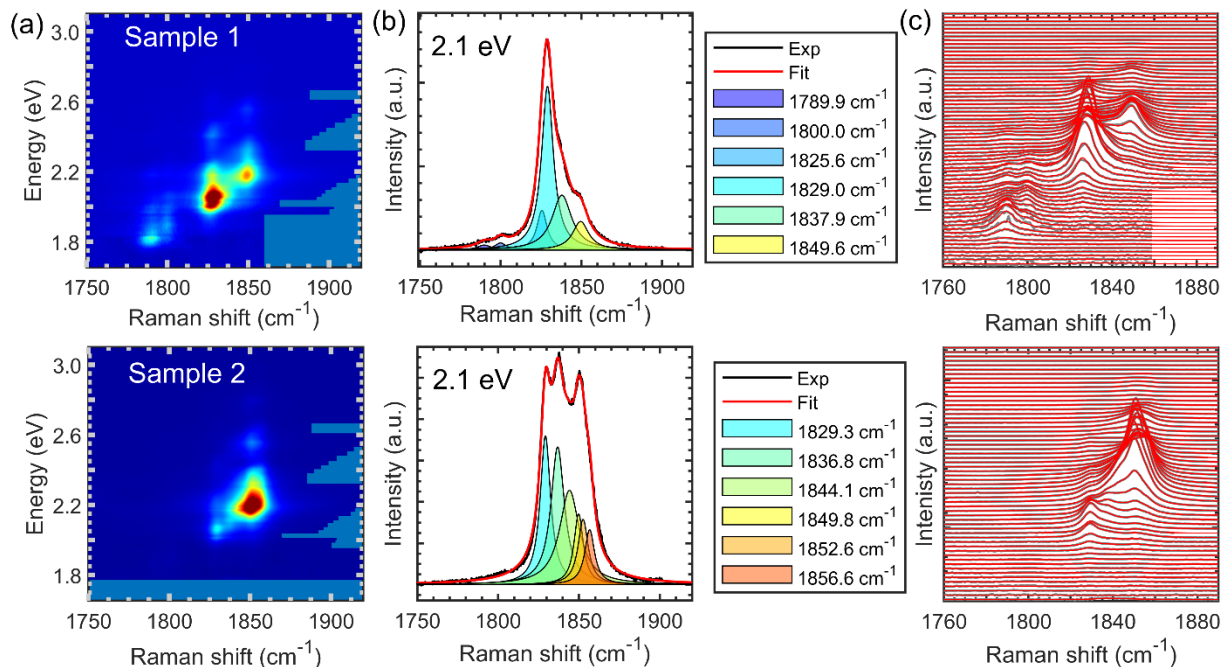 (a)
Sample 1
3.0
2.6
2.2
1.8
Energy (eV)
1750
1800
1850
1900
Raman shift (cm-1)
(b)
2.1 eV
Intensity (a.u.)
1750
1800
1850
1900
Raman shift (cm-1)
Exp
Fit
1789.9 cm-1
1800.0 cm-1
1825.6 cm-1
1829.0 cm-1
1837.9 cm-1
1849.6 cm-1
(c)
Intensity (a.u.)
1760
1800
1840
1880
Raman shift (cm-1)
Sample 2
3.0
2.6
2.2
1.8
Energy (eV)
1750
1800
1850
1900
Raman shift (cm-1)
2.1 eV
Intensity (a.u.)
1750
1800
1850
1900
Raman shift (cm-1)
Exp
Fit
1829.3 cm-1
1836.8 cm-1
1844.1 cm-1
1849.8 cm-1
1852.6 cm-1
1856.6 cm-1
Intenisty (a.u.)
1760
1800
1840
1880
Raman shift (cm-1)